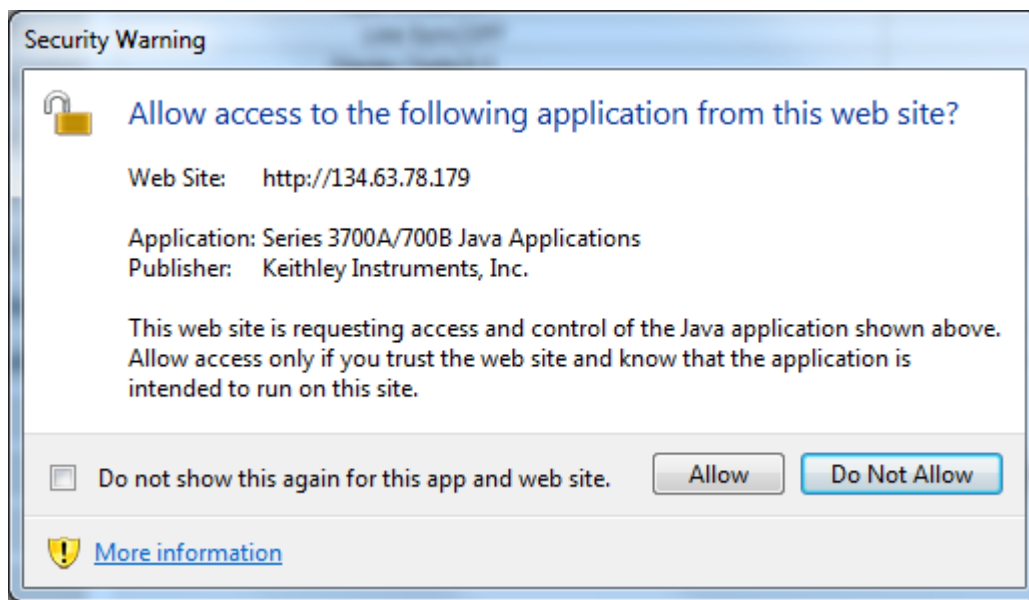 Security Warning
Allow access to the following application from this web site?
Web Site: http://134.63.78.179
Application: Series 3700A/700B Java Applications
Publisher: Keithley Instruments, Inc.
This web site is requesting access and control of the Java application shown above.
Allow access only if you trust the web site and know that the application is
intended to run on this site.
Do not show this again for this app and web site.
Allow
Do Not Allow
More information